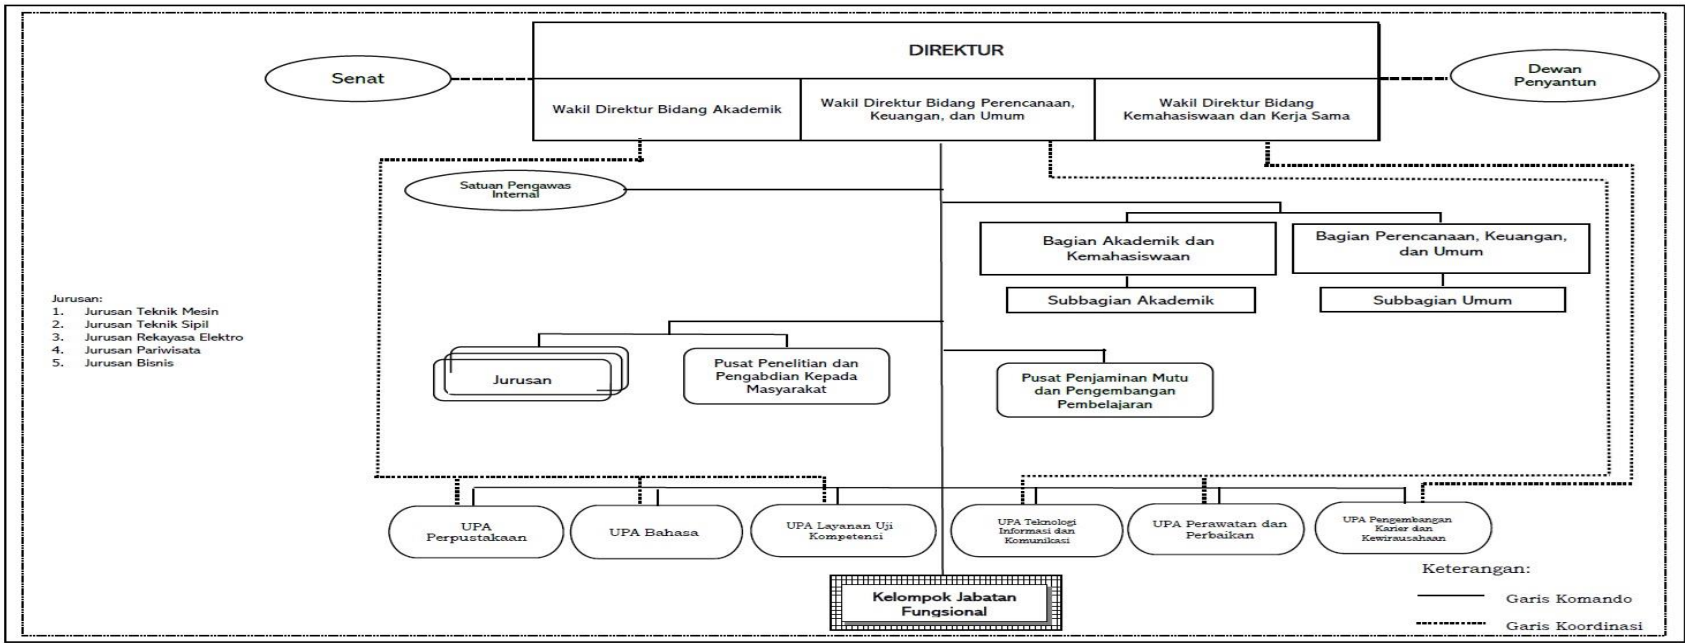 DIREKTUR
Senat
Dewan
Penyantun
Wakil Direktur Bidang Akademik
Wakil Direktur Bidang Perencanaan,
Keuangan, dan Umum
Wakil Direktur Bidang
Kemahasiswaan dan Kerja Sama
Satuan Pengawas
Internal
Bagian Akademik dan
Kemahasiswaan
Bagian Perencanaan, Keuangan,
dan Umum
Subbagian Akademik
Subbagian Umum
Jurusan:
1. Jurusan Teknik Mesin
2. Jurusan Teknik Sipil
3. Jurusan Rekayasa Elektro
4. Jurusan Pariwisata
5. Jurusan Bisnis
Jurusan
Pusat Penelitian dan
Pengabdian Kepada
Masyarakat
Pusat Penjaminan Mutu
dan Pengembangan
Pembelajaran
UPA
Perpustakaan
UPA Bahasa
UPA Layanan Uji
Kompetensi
UPA Teknologi
Informasi dan
Komunikasi
UPA Perawatan dan
Perbaikan
UPA Pengembangan
Karier dan
Kewirausahaan
Kelompok Jabatan
Fungsional
Keterangan:
Garis Komando
Garis Koordinasi